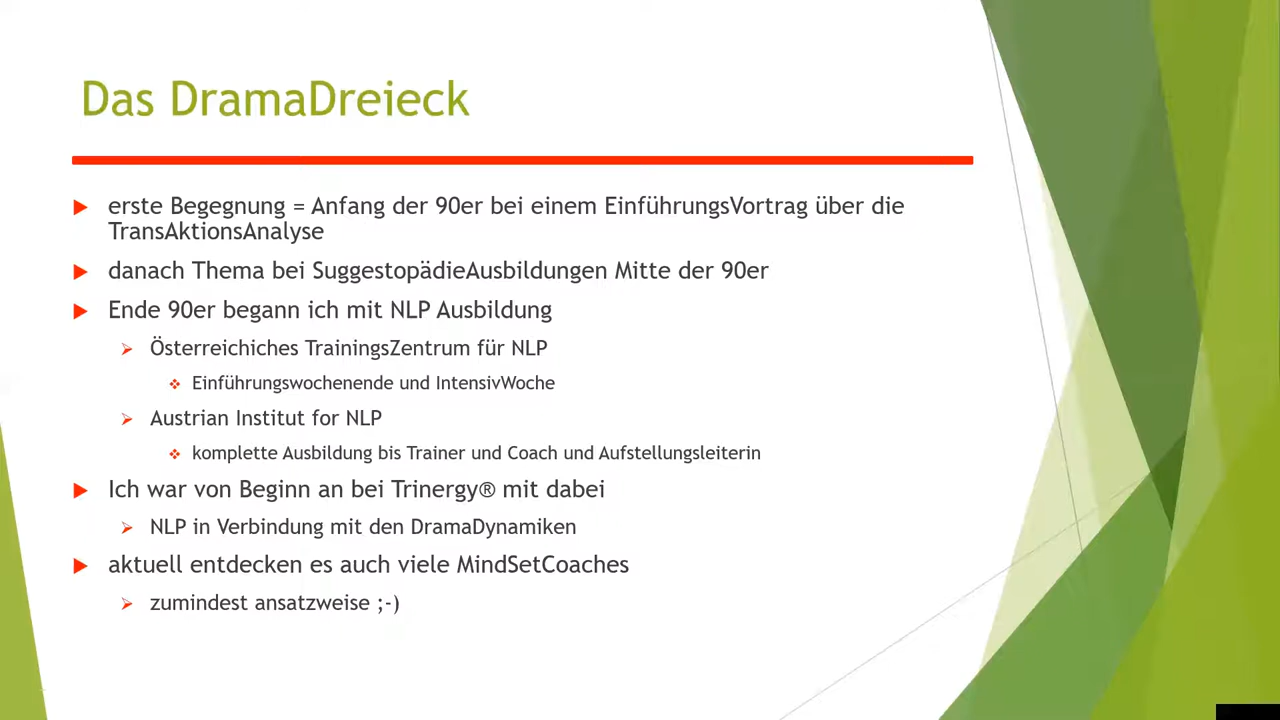 Das DramaDreieck
erste Begegnung = Anfang der 90er bei einem EinführungsVortrag über die
TransAktionsAnalyse
danach Thema bei SuggestopädieAusbildungen Mitte der 90er
Ende 90er begann ich mit NLP Ausbildung
Österreichiches TrainingsZentrum für NLP
Einführungswochenende und IntensivWoche
Austrian Institut for NLP
komplette Ausbildung bis Trainer und Coach und Aufstellungsleiterin
Ich war von Beginn an bei Trinergy® mit dabei
NLP in Verbindung mit den DramaDynamiken
aktuell entdecken es auch viele MindSetCoaches
zumindest ansatzweise ;-)